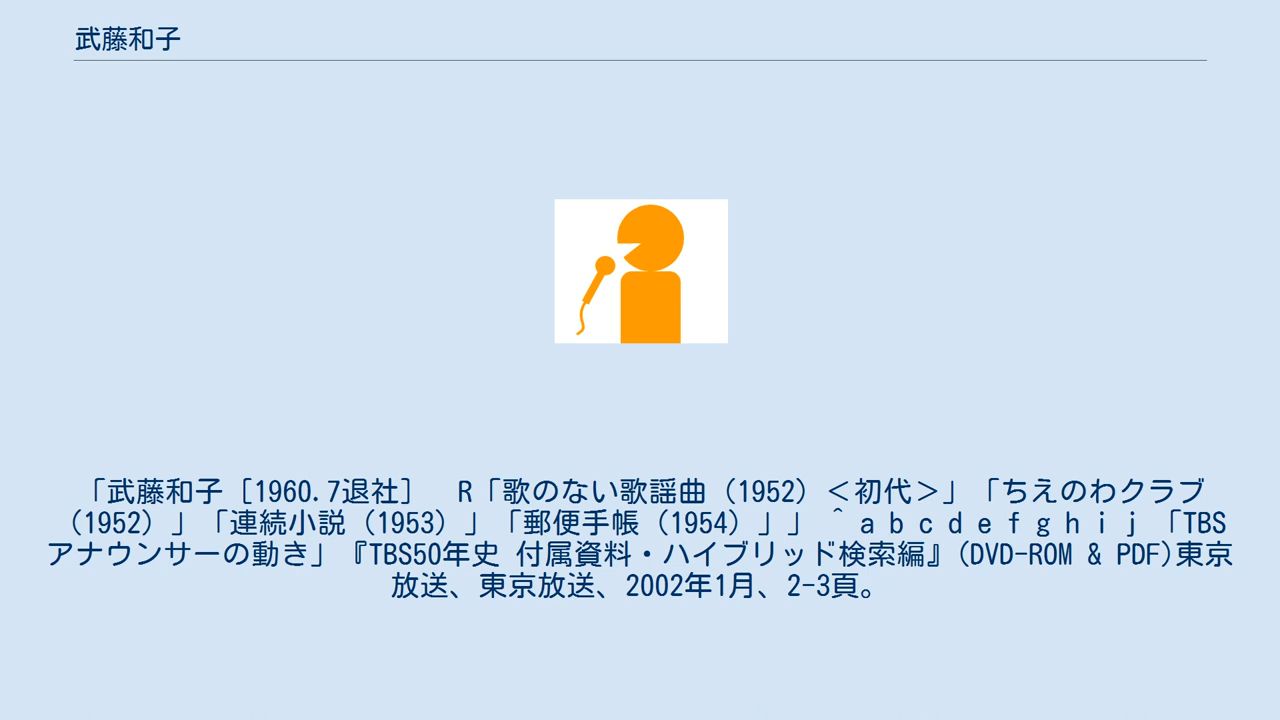 武藤和子
「武藤和子［1960.7退社］　R「歌のない歌謡曲（1952）＜初代＞」「ちえのわクラブ
（1952）」「連続小説（1953）」「郵便手帳（1954）」」 ^ a b c d e f g h i j 「TBS
アナウンサーの動き」『TBS50年史 付属資料・ハイブリッド検索編』(DVD-ROM & PDF)東京
放送、東京放送、2002年1月、2-3頁。